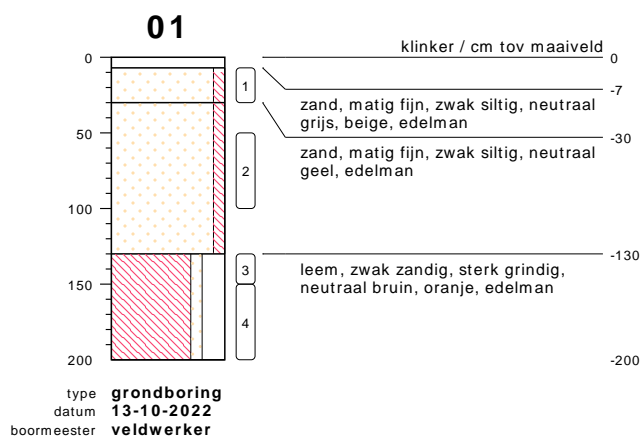 01
klinker / cm tov maaiveld
0
0
-7
1
zand, matig fijn, zwak siltig, neutraal
grijs, beige, edelman
-30
50
zand, matig fijn, zwak siltig, neutraal
geel, edelman
2
100
-130
3
leem, zwak zandig, sterk grindig,
neutraal bruin, oranje, edelman
150
4
200
-200
type grondboring
datum 13-10-2022
boormeester veldwerker